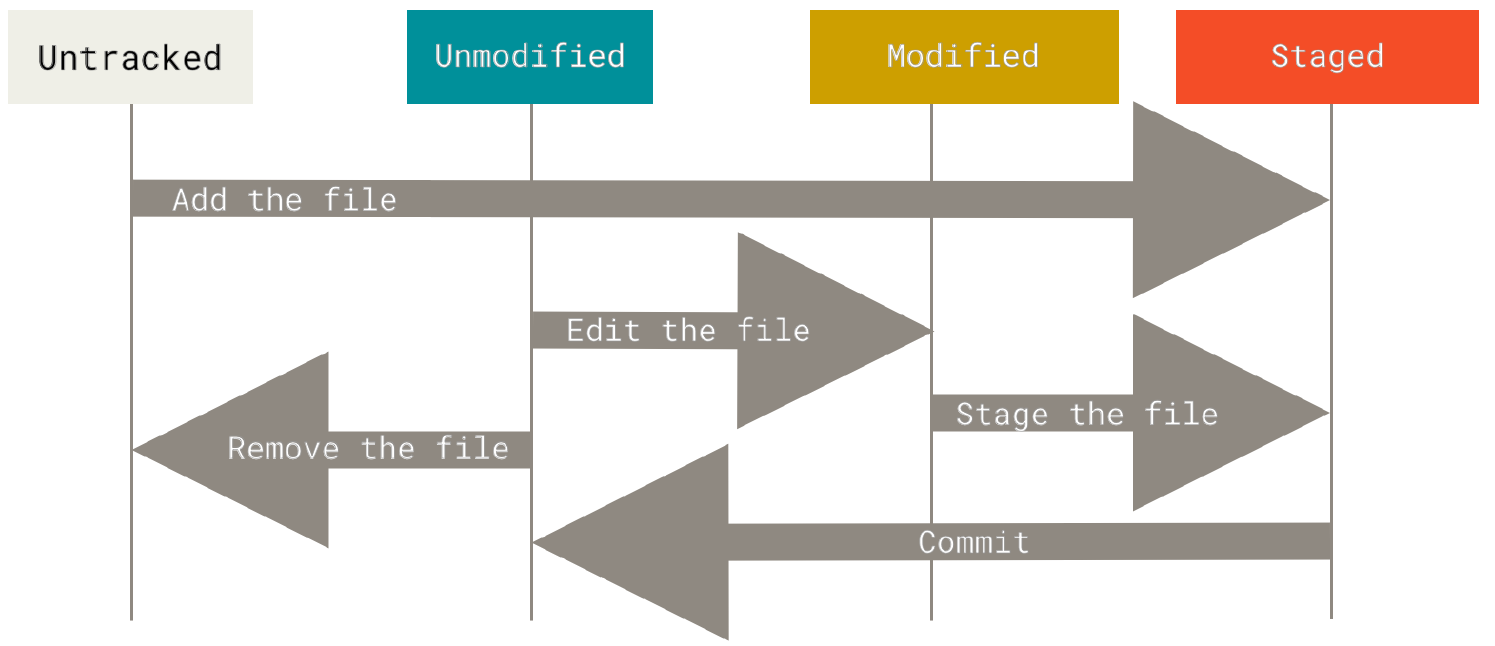 Untracked
Unmodified
Modified
Staged
Add the file
Edit the file
Stage the file
Remove the file
Commit